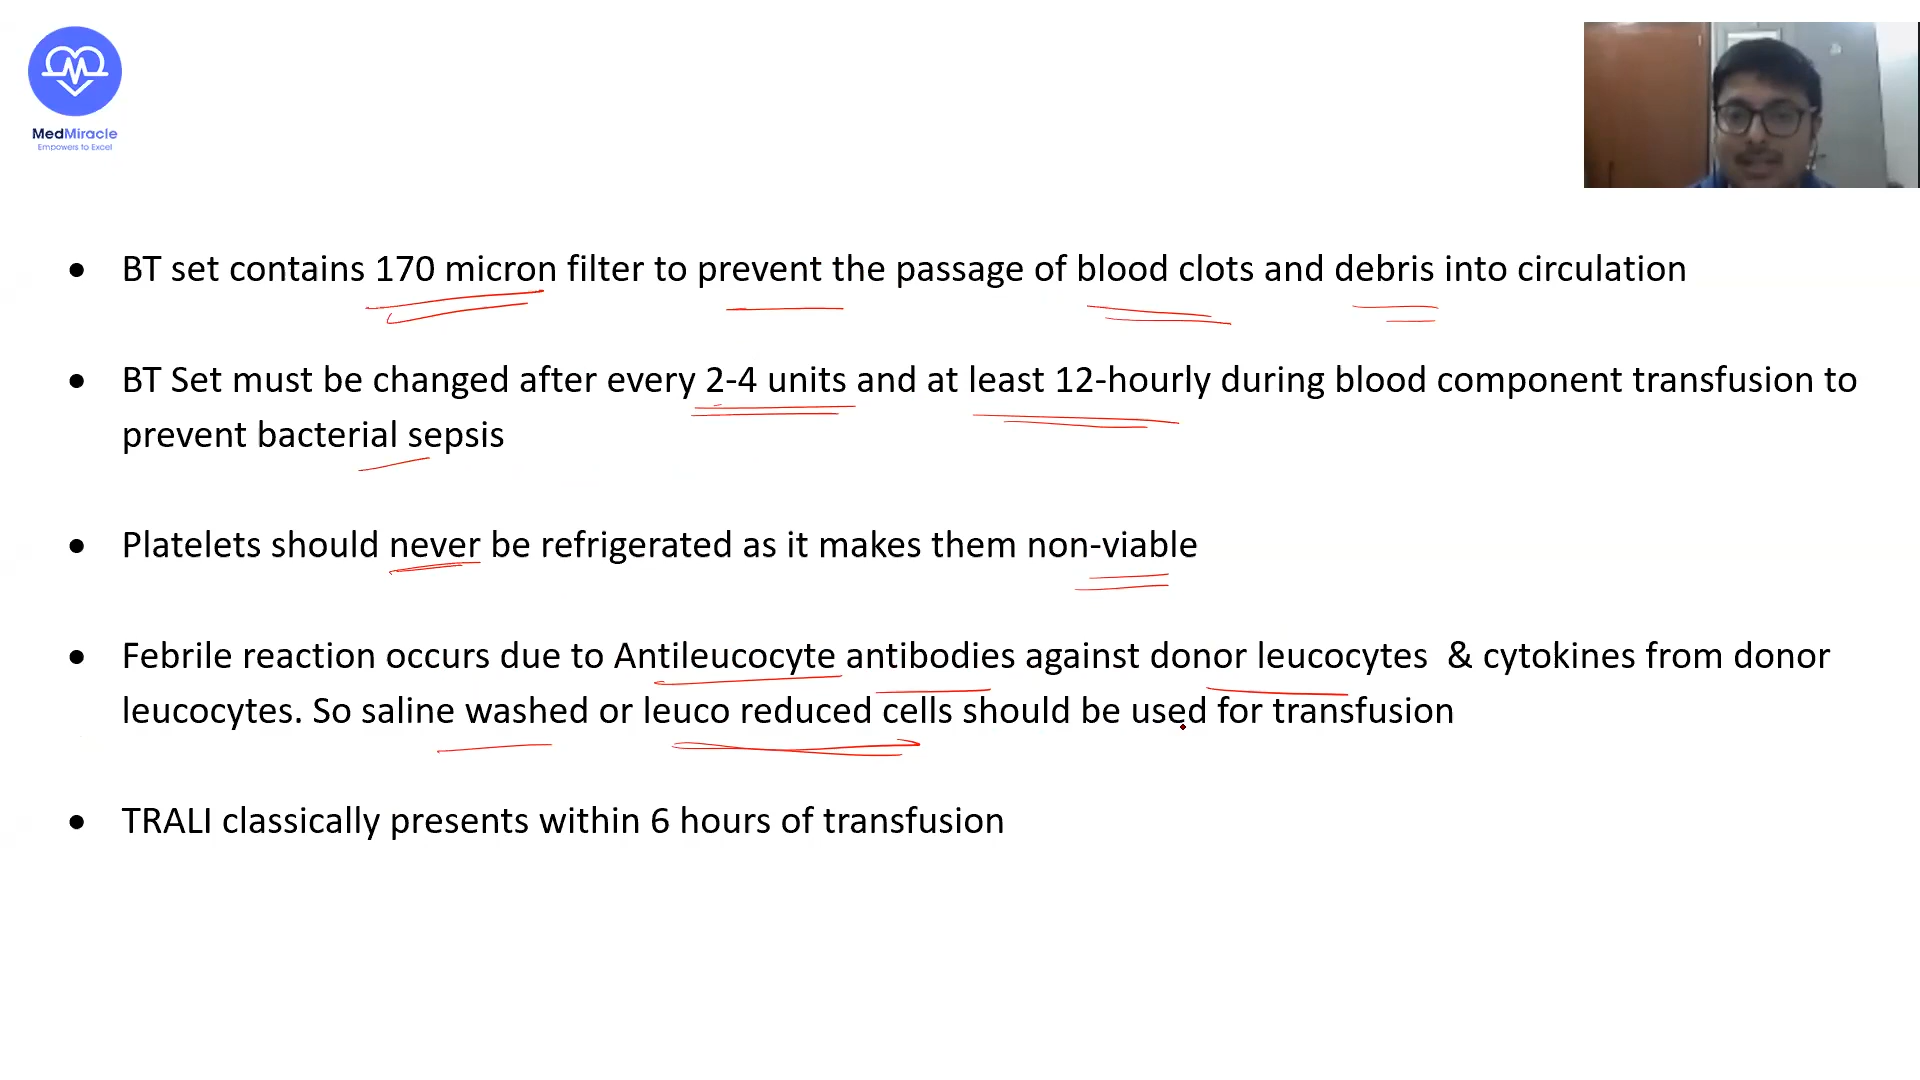 MedMiracle
Empowers to Excel
BT set contains 170 micron filter to prevent the passage of blood clots and debris into circulation
BT Set must be changed after every 2-4 units and at least 12-hourly during blood component transfusion to
prevent bacterial sepsis
Platelets should never be refrigerated as it makes them non-viable
Febrile reaction occurs due to Antileucocyte antibodies against donor leucocytes & cytokines from donor
leucocytes. So saline washed or leuco reduced cells should be used for transfusion
TRALI classically presents within 6 hours of transfusion